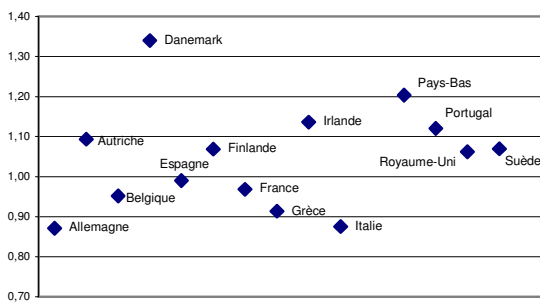 1,40
Danemark
1,30
1,20
Pays-Bas
Irlande
Portugal
1,10
Autriche
Finlande
Espagne
Royaume-Uni
Suède
1,00
Belgique
France
0,90
Grèce
Allemagne
Italie
0,80
0,70